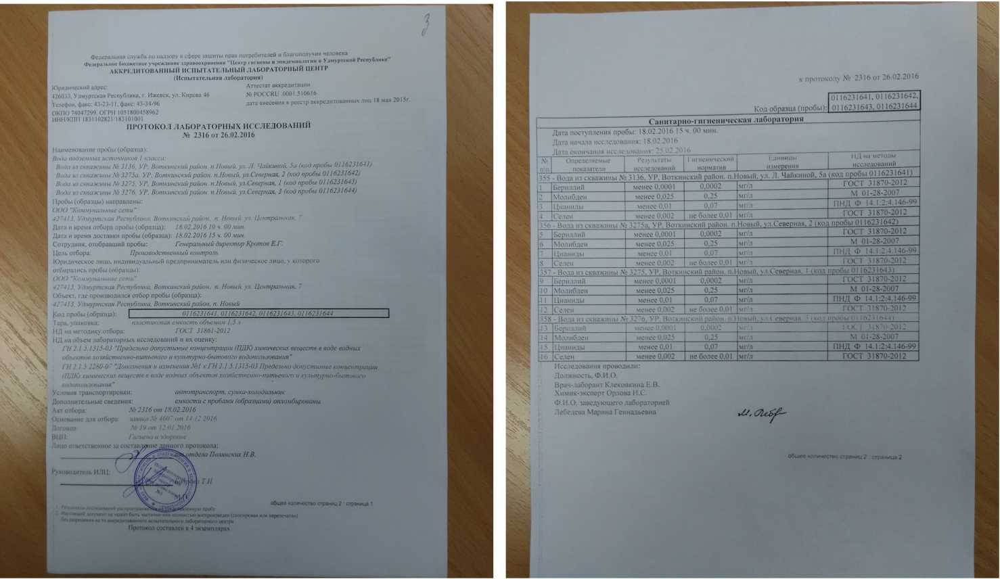 3
Федеральная служба по надзору в сфере защиты прав потребителей и благополучия человека
Федеральное бюджетное учреждение здравоохранения "Центр гигиены и эпидемиологии в Удмуртской Республике"
АККРЕДИТОВАННЫЙ ИСПЫТАТЕЛЬНЫЙ ЛАБОРАТОРНЫЙ ЦЕНТР
(Испытательная лаборатория)
Юридический адрес:
426033, Удмуртская Республика, г. Ижевск, ул. Кирова 46
Телефон, факс: 43-23-11, факс: 43-34-96
ОКПО 74047299, ОГРН 1051800458962
ИНН/КПП 1831102821/183101001
Аттестат аккредитации
№ РОССRU .0001.510616
дата внесения в реестр аккредитованных лиц 18 мая 2015г.
ПРОТОКОЛ ЛАБОРАТОРНЫХ ИССЛЕДОВАНИЙ
№ 2316 от 26.02.2016
Наименование пробы (образца):
Вода подземных источников 1 класса:
Вода из скважины № 3136, УР, Воткинский район. п.Новый, ул. Л. Чайкиной, 5а (код пробы 0116231641)
Вода из скважины № 3275а, УР, Воткинский район. п.Новый, ул.Северная, 2 (код пробы 0116231642)
Вода из скважины № 3275, УР, Воткинский район. п.Новый, ул.Северная, 1 (код пробы 0116231643)
Вода из скважины № 3276, УР, Воткинский район. п.Новый, ул.Северная, 3 (код пробы 0116231644)
Пробы (образцы) направлены:
ООО "Коммунальные сети"
427413, Удмуртская Республика, Воткинский район, п. Новый, ул. Центральная, 7
Дата и время отбора пробы (образца): 18.02.2016 10 ч. 00 мин.
Дата и время доставки пробы (образца): 18.02.2016 15 ч. 00 мин.
Сотрудник, отобравший пробы: Генеральный директор Кротов Е.Г.
Цель отбора: Производственный контроль
Юридическое лицо, индивидуальный предприниматель или физическое лицо, у которого
отбирались пробы (образцы):
ООО "Коммунальные сети"
427413, Удмуртская Республика, Воткинский район, п. Новый, ул. Центральная, 7
Объект, где производился отбор пробы (образца):
427413, Удмуртская Республика, Воткинский район, п. Новый
Код пробы (образца): 0116231641, 0116231642, 0116231643, 0116231644
Тара, упаковка: пластиковая емкость объемом 1,5 л
НД на методику отбора: ГОСТ 31861-2012
НД на объем лабораторных исследований и их оценку:
ГН 2.1.5.1315-03 "Предельно допустимые концентрации (ПДК) химических веществ в воде водных
объектов хозяйственно-питьевого и культурно-бытового водопользования"
ГН 2.1.5 2280-07 "Дополнения и изменения №1 к ГН 2.1.5.1315-03 Предельно допустимые концентрации
(ПДК) химических веществ в воде водных объектов хозяйственно-питьевого и культурно-бытового
водопользования"
Условия транспортировки: автотранспорт, сумка-холодильник
Дополнительные сведения: емкости с пробами (образцами) опломбированы
Акт отбора: № 2316 от 18.02.2016
Основание для отбора: заявка № 4607 от 14 12 2016
Договор № 19 от 12.01.2016
ВЦП: Гигиена и здоровье
Лицо ответственное за составление данного протокола:
отдела Поминских Н.В.
Руководитель ИЛЦ:
Т.Н
общее количество страниц 2 : страница 1
1. Результаты исследований распространяются на представленную пробу
2. Настоящий документ не может быть частично или полностью воспроизведен (скопирован или перепечатан)
без разрешения на то аккредитованного испытательного лабораторного центра
Протокол составлен в 4 экземплярах
к протоколу № 2316 от 26.02.2016
Код образца (пробы): 0116231641, 0116231642,
0116231643, 0116231644
Санитарно-гигиеническая лаборатория
Дата поступления пробы: 18.02.2016 15 ч. 00 мин.
Дата начала исследования: 18.02.2016
Дата окончания исследования: 25.02.2016
№ п\п Определяемые показатели Результаты исследований Гигиенический норматив Единицы измерения НД на методы исследований
355 - Вода из скважины № 3136, УР, Воткинский район. п.Новый, ул. Л. Чайкиной, 5а (код пробы 0116231641)
1 Бериллий менее 0,0001 0,0002 мг/л ГОСТ 31870-2012
2 Молибден менее 0,025 0,25 мг/л М 01-28-2007
3 Цианиды менее 0,01 0,07 мг/л ПНД Ф 14.1:2:4.146-99
4 Селен менее 0,002 не более 0,01 мг/л ГОСТ 31870-2012
356 - Вода из скважины № 3275а, УР, Воткинский район. п.Новый, ул.Северная, 2 (код пробы 0116231642)
5 Бериллий менее 0,0001 0,0002 мг/л ГОСТ 31870-2012
6 Молибден менее 0,025 0,25 мг/л М 01-28-2007
7 Цианиды менее 0,01 0,07 мг/л ПНД Ф 14.1:2:4.146-99
8 Селен менее 0,002 не более 0,01 мг/л ГОСТ 31870-2012
357 - Вода из скважины № 3275, УР, Воткинский район. п.Новый, ул.Северная, 1 (код пробы 0116231643)
9 Бериллий менее 0,0001 0,0002 мг/л ГОСТ 31870-2012
10 Молибден менее 0,025 0,25 мг/л М 01-28-2007
11 Цианиды менее 0,01 0,07 мг/л ПНД Ф 14.1:2:4.146-99
12 Селен менее 0,002 не более 0,01 мг/л ГОСТ 31870-2012
358 - Вода из скважины № 3276, УР, Воткинский район. п.Новый, ул.Северная, 3 (код пробы 0116231644)
13 Бериллий менее 0,0001 0,0002 мг/л ГОСТ 31870-2012
14 Молибден менее 0,025 0,25 мг/л М 01-28-2007
15 Цианиды менее 0,01 0,07 мг/л ПНД Ф 14.1:2:4.146-99
16 Селен менее 0,002 не более 0,01 мг/л ГОСТ 31870-2012
Исследования проводили:
Должность, Ф.И.О.
Врач-лаборант Клековкина Е.В.
Химик-эксперт Орлова Н.С.
Ф.И.О. заведующего лабораторией
Лебедева Марина Геннадьевна
общее количество страниц 2 : страница 2